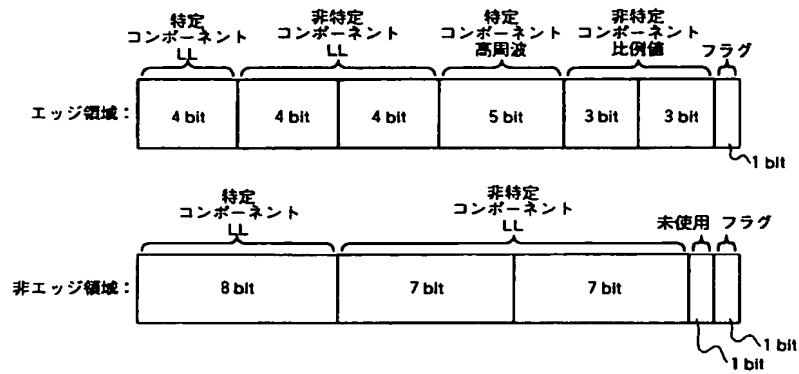 特定
コンポーネント
LL
非特定
コンポーネント
LL
特定
コンポーネント
高周波
非特定
コンポーネント
比例値
フラグ
エッジ領域：
4 bit
4 bit
4 bit
5 bit
3 bit
3 bit
1 bit
特定
コンポーネント
LL
非特定
コンポーネント
LL
未使用
フラグ
非エッジ領域：
8 bit
7 bit
7 bit
1 bit
1 bit